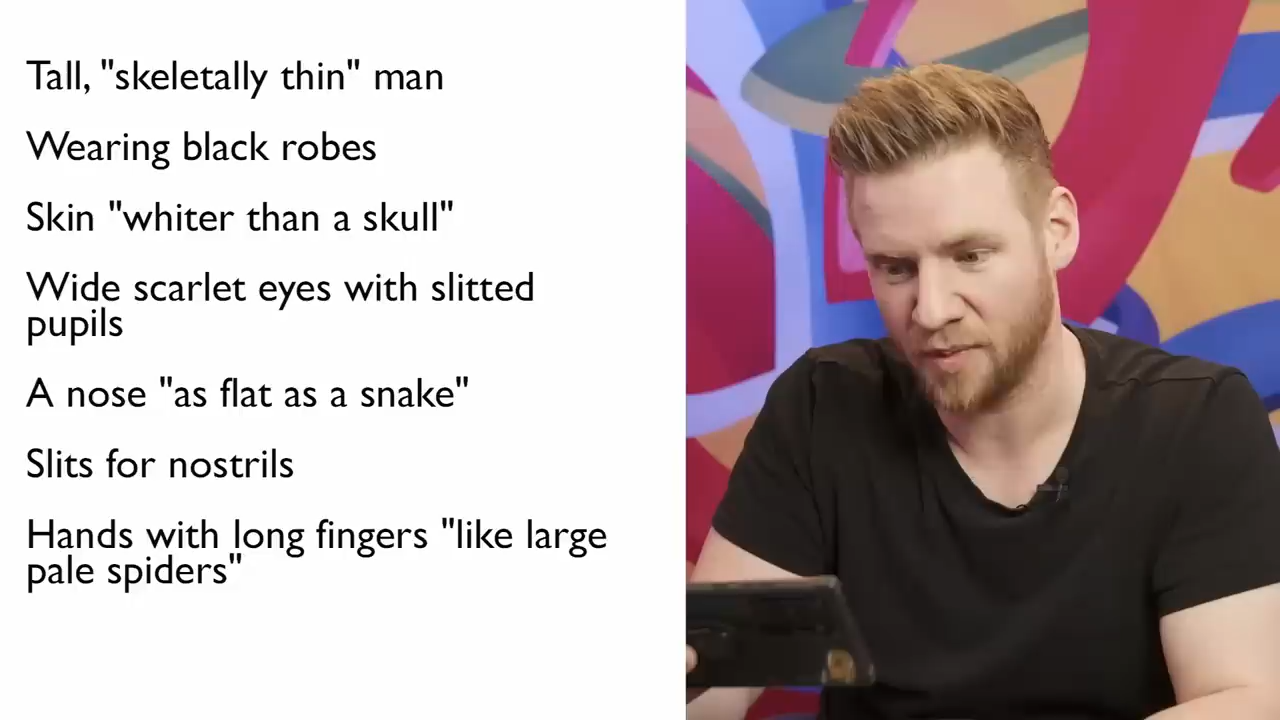 Tall, "skeletally thin" man
Wearing black robes
Skin "whiter than a skull"
Wide scarlet eyes with slitted
pupils
A nose "as flat as a snake"
Slits for nostrils
Hands with long fingers "like large
pale spiders"